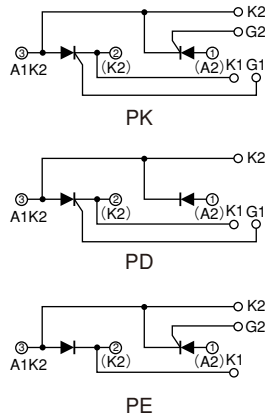 K2
G2
③ ② ①
A1K2 (K2) (A2) K1 G1
PK
K2
③ ② ①
A1K2 (K2) (A2) K1 G1
PD
K2
G2
③ ② ①
A1K2 (K2) (A2) K1
PE